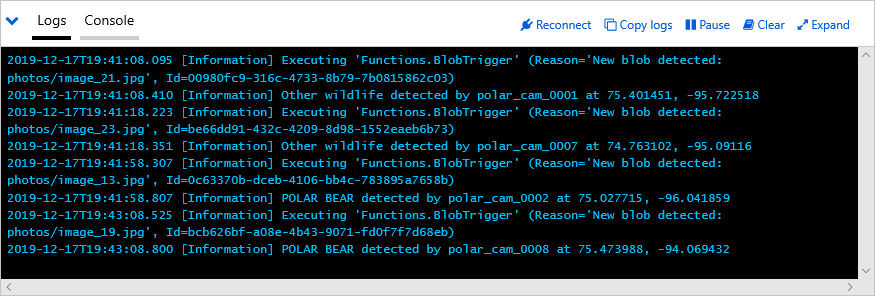 Logs Console Reconnect Copy logs Pause Clear Expand
2019-12-17T19:41:08.095 [Information] Executing 'Functions.BlobTrigger' (Reason='New blob detected:
photos/image_21.jpg', Id=00980fc9-316c-4733-8b79-7b0815862c03)
2019-12-17T19:41:08.410 [Information] Other wildlife detected by polar_cam_0001 at 75.401451, -95.722518
2019-12-17T19:41:18.223 [Information] Executing 'Functions.BlobTrigger' (Reason='New blob detected:
photos/image_23.jpg', Id=be66dd91-432c-4209-8d98-1552eaeb6b73)
2019-12-17T19:41:18.351 [Information] Other wildlife detected by polar_cam_0007 at 74.763102, -95.09116
2019-12-17T19:41:58.307 [Information] Executing 'Functions.BlobTrigger' (Reason='New blob detected:
photos/image_13.jpg', Id=0c63370b-dceb-4106-bb4c-783895a7658b)
2019-12-17T19:41:58.807 [Information] POLAR BEAR detected by polar_cam_0002 at 75.027715, -96.041859
2019-12-17T19:43:08.525 [Information] Executing 'Functions.BlobTrigger' (Reason='New blob detected:
photos/image_19.jpg', Id=bcb626bf-a08e-4b43-9071-fd0f7f7d68eb)
2019-12-17T19:43:08.800 [Information] POLAR BEAR detected by polar_cam_0008 at 75.473988, -94.069432